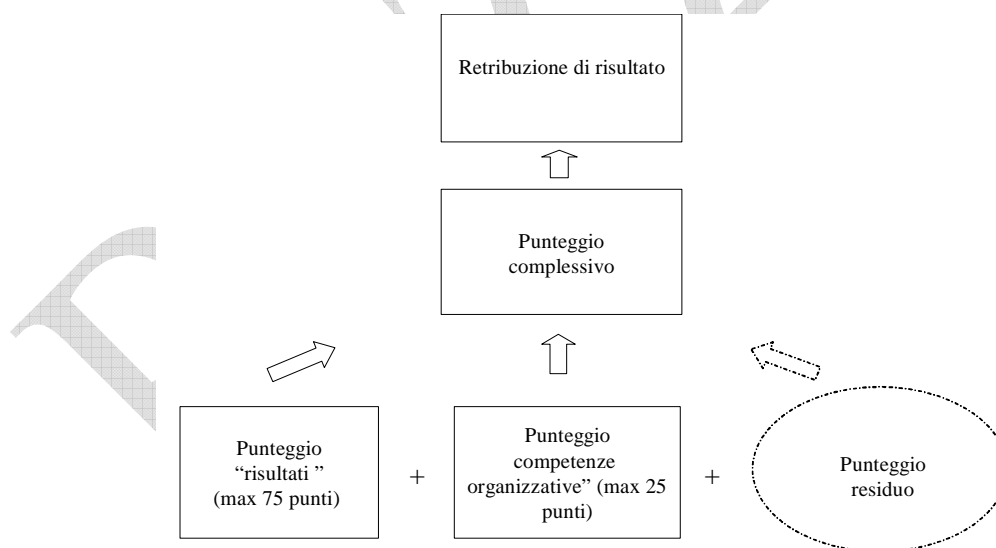 Retribuzione di risultato
Punteggio
complessivo
Punteggio
“risultati ”
(max 75 punti)
+
Punteggio
competenze
organizzative” (max 25
punti)
+
Punteggio
residuo